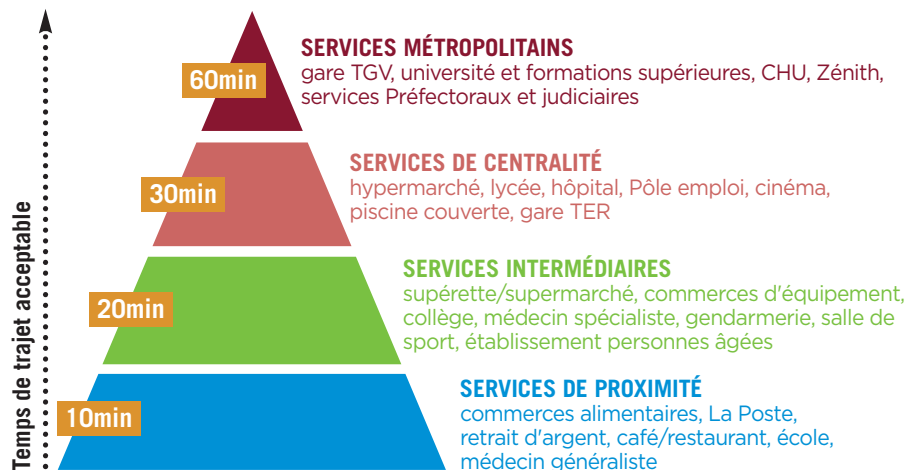 Temps de trajet acceptable
60min
SERVICES MÉTROPOLITAINS
gare TGV, université et formations supérieures, CHU, Zénith,
services Préfectoraux et judiciaires
30min
SERVICES DE CENTRALITÉ
hypermarché, lycée, hôpital, Pôle emploi, cinéma,
piscine couverte, gare TER
20min
SERVICES INTERMÉDIAIRES
supérette/supermarché, commerces d'équipement,
collège, médecin spécialiste, gendarmerie, salle de
sport, établissement personnes âgées
10min
SERVICES DE PROXIMITÉ
commerces alimentaires, La Poste,
retrait d'argent, café/restaurant, école,
médecin généraliste